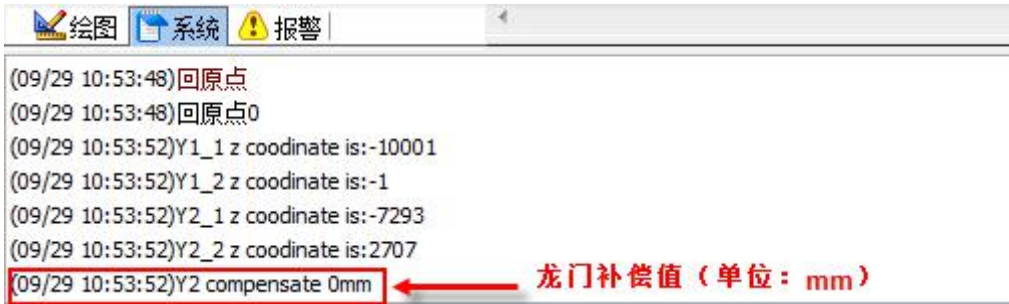 绘图 系统 报警
(09/29 10:53:48)回原点
(09/29 10:53:48)回原点0
(09/29 10:53:52)Y1_1 z coodinate is:-10001
(09/29 10:53:52)Y1_2 z coodinate is:-1
(09/29 10:53:52)Y2_1 z coodinate is:-7293
(09/29 10:53:52)Y2_2 z coodinate is:2707
(09/29 10:53:52)Y2 compensate 0mm 龙门补偿值（单位：mm）